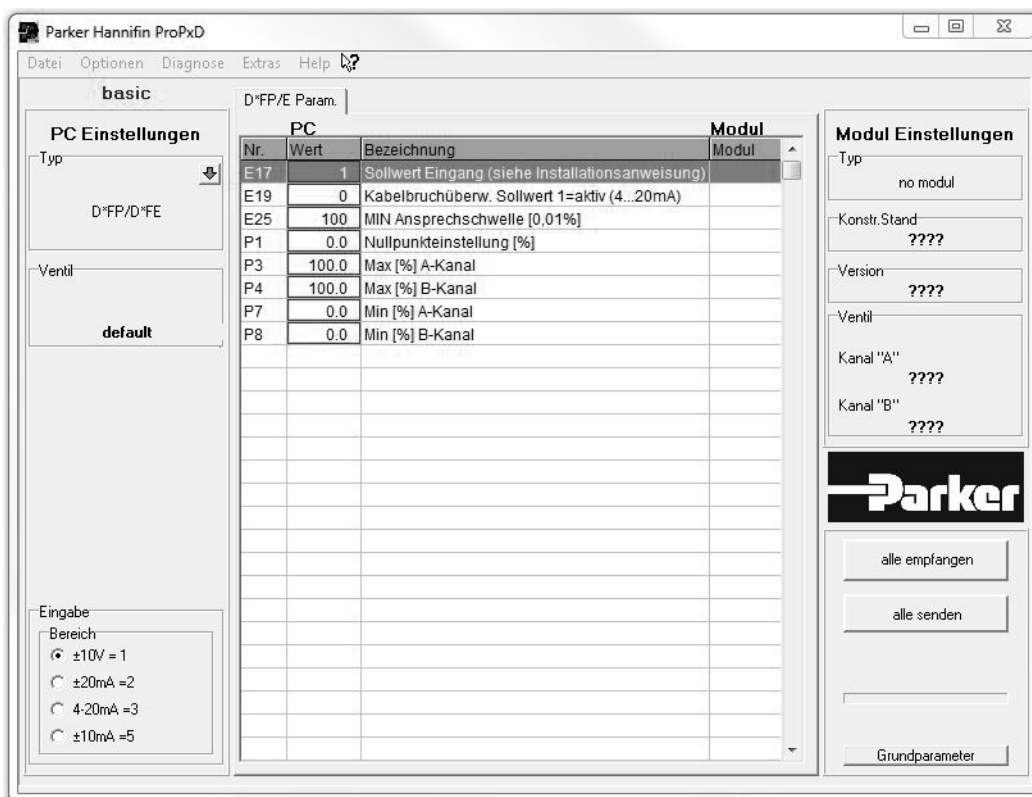 Parker Hannifin ProPxD
Datei Optionen Diagnose Extras Help ?
basic
PC Einstellungen
Typ
D*FP/D*FE
Ventil
default
Eingabe
Bereich
±10V = 1
±20mA =2
4-20mA =3
±10mA =5
D*FP/E Param.
PC Modul
Nr. Wert Bezeichnung Modul
E17 1 Sollwert Eingang (siehe Installationsanweisung)
E19 0 Kabelbruchüberw. Sollwert 1=aktiv (4...20mA)
E25 100 MIN Ansprechschwelle [0,01%]
P1 0.0 Nullpunkteinstellung [%]
P3 100.0 Max [%] A-Kanal
P4 100.0 Max [%] B-Kanal
P7 0.0 Min [%] A-Kanal
P8 0.0 Min [%] B-Kanal
Modul Einstellungen
Typ
no modul
Konstr.Stand
????
Version
????
Ventil
Kanal "A"
????
Kanal "B"
????
Parker
alle empfangen
alle senden
Grundparameter